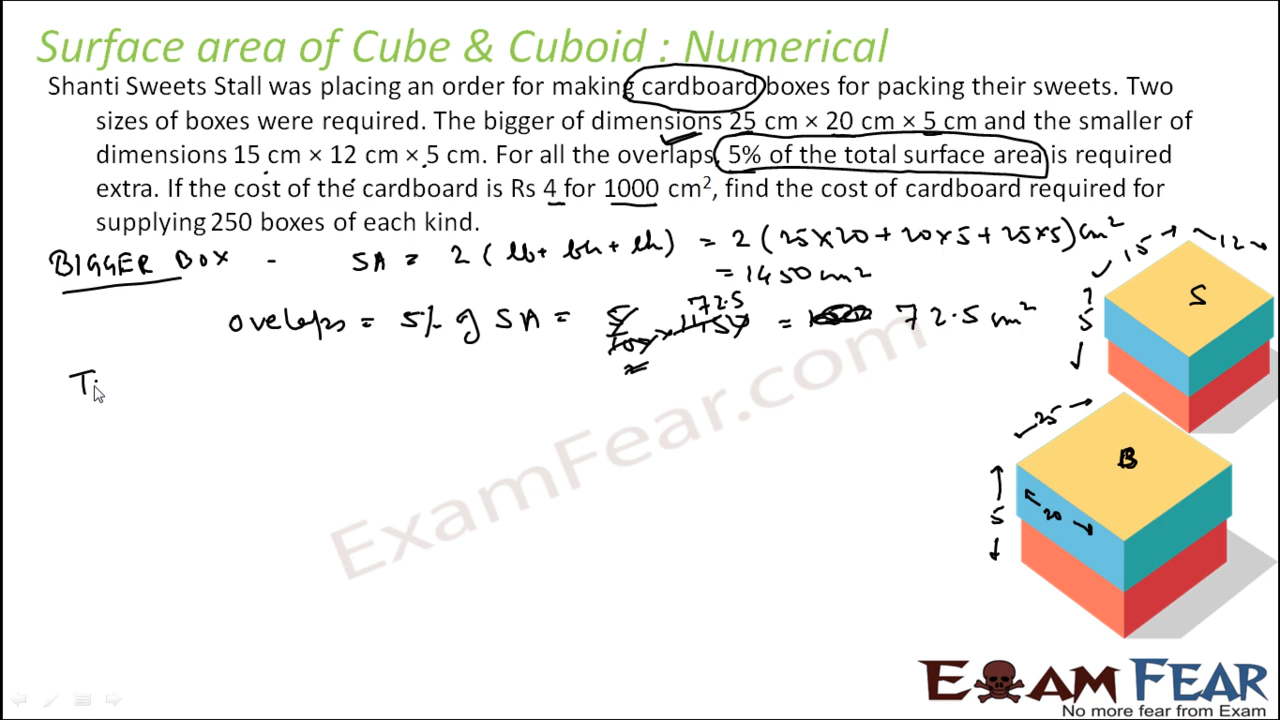 Surface area of Cube & Cuboid : Numerical
Shanti Sweets Stall was placing an order for making cardboard boxes for packing their sweets. Two
sizes of boxes were required. The bigger of dimensions 25 cm × 20 cm × 5 cm and the smaller of
dimensions 15 cm × 12 cm × 5 cm. For all the overlaps, 5% of the total surface area is required
extra. If the cost of the cardboard is Rs 4 for 1000 cm², find the cost of cardboard required for
supplying 250 boxes of each kind.
BIGGER BOX - SA = 2 ( lb + bh + lh ) = 2 ( 25×20 + 20×5 + 25×5 ) cm²
= 1450 cm²
72.5
overlaps = 5% of SA = 5/100 × 1450 = 72.5 cm²
T
15
12
5
S
25
B
5
20
ExamFear.com
EXAM FEAR
No more fear from Exam